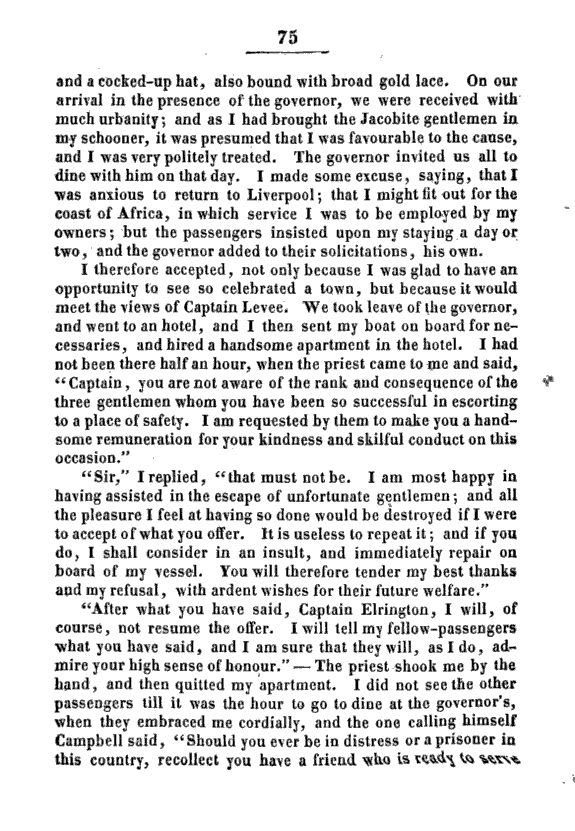 75
and a cocked-up hat, also bound with broad gold lace. On our
arrival in the presence of the governor, we were received with
much urbanity; and as I had brought the Jacobite gentlemen in
my schooner, it was presumed that I was favourable to the cause,
and I was very politely treated. The governor invited us all to
dine with him on that day. I made some excuse, saying, that I
was anxious to return to Liverpool; that I might fit out for the
coast of Africa, in which service I was to be employed by my
owners; but the passengers insisted upon my staying a day or
two, and the governor added to their solicitations, his own.
I therefore accepted, not only because I was glad to have an
opportunity to see so celebrated a town, but because it would
meet the views of Captain Levee. We took leave of the governor,
and went to an hotel, and I then sent my boat on board for ne-
cessaries, and hired a handsome apartment in the hotel. I had
not been there half an hour, when the priest came to me and said,
“Captain, you are not aware of the rank and consequence of the
three gentlemen whom you have been so successful in escorting
to a place of safety. I am requested by them to make you a hand-
some remuneration for your kindness and skilful conduct on this
occasion.”
“Sir,” I replied, “that must not be. I am most happy in
having assisted in the escape of unfortunate gentlemen; and all
the pleasure I feel at having so done would be destroyed if I were
to accept of what you offer. It is useless to repeat it; and if you
do, I shall consider in an insult, and immediately repair on
board of my vessel. You will therefore tender my best thanks
and my refusal, with ardent wishes for their future welfare.”
“After what you have said, Captain Elrington, I will, of
course, not resume the offer. I will tell my fellow-passengers
what you have said, and I am sure that they will, as I do, ad-
mire your high sense of honour.” — The priest shook me by the
hand, and then quitted my apartment. I did not see the other
passengers till it was the hour to go to dine at the governor's,
when they embraced me cordially, and the one calling himself
Campbell said, “Should you ever be in distress or a prisoner in
this country, recollect you have a friend who is ready to serve